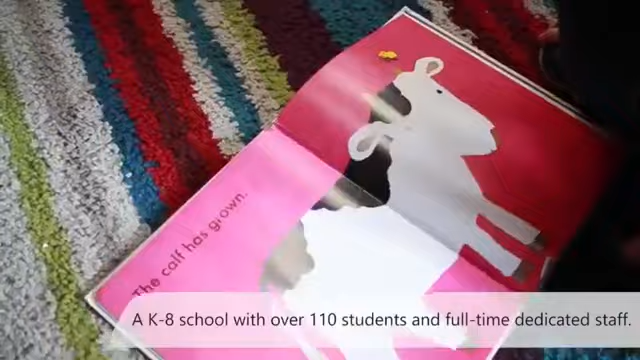 The calf has grown.
A K-8 school with over 110 students and full-time dedicated staff.